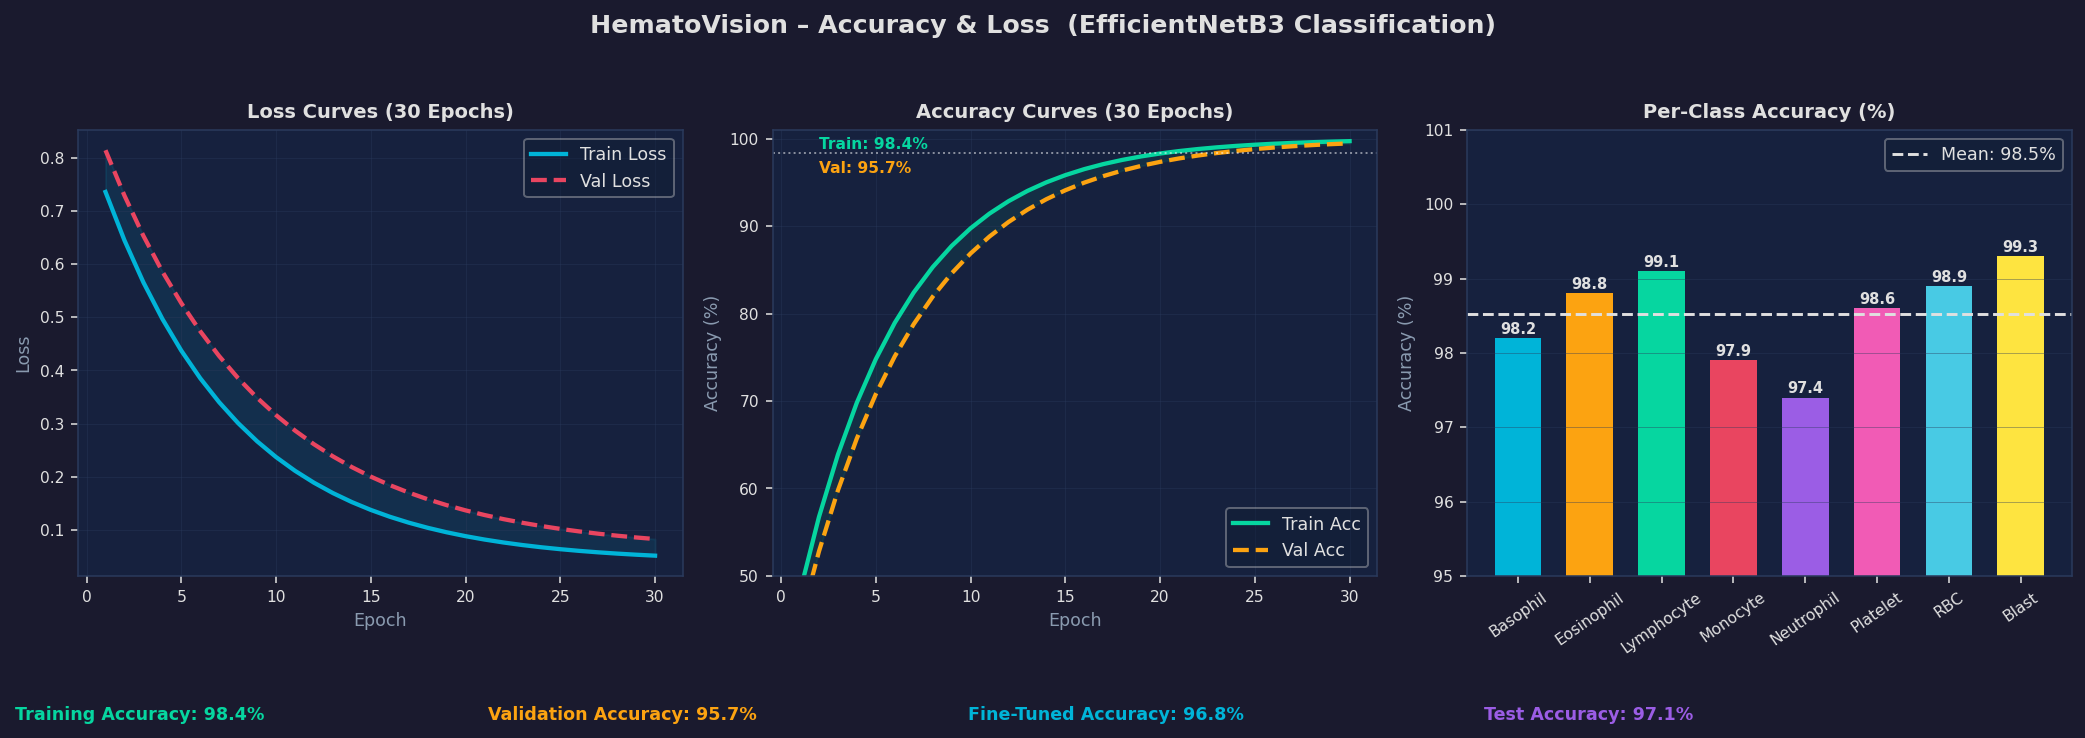 HematoVision – Accuracy & Loss  (EfficientNetB3 Classification)
Loss Curves (30 Epochs)
Train Loss
Val Loss
0.8
0.7
0.6
0.5
0.4
0.3
0.2
0.1
Loss
0 5 10 15 20 25 30
Epoch
Accuracy Curves (30 Epochs)
Train: 98.4%
Val: 95.7%
100
90
80
70
60
50
Accuracy (%)
Train Acc
Val Acc
0 5 10 15 20 25 30
Epoch
Per-Class Accuracy (%)
Mean: 98.5%
101
100
99
98
97
96
95
Accuracy (%)
98.2 98.8 99.1 97.9 97.4 98.6 98.9 99.3
Basophil Eosinophil Lymphocyte Monocyte Neutrophil Platelet RBC Blast
Training Accuracy: 98.4% Validation Accuracy: 95.7% Fine-Tuned Accuracy: 96.8% Test Accuracy: 97.1%